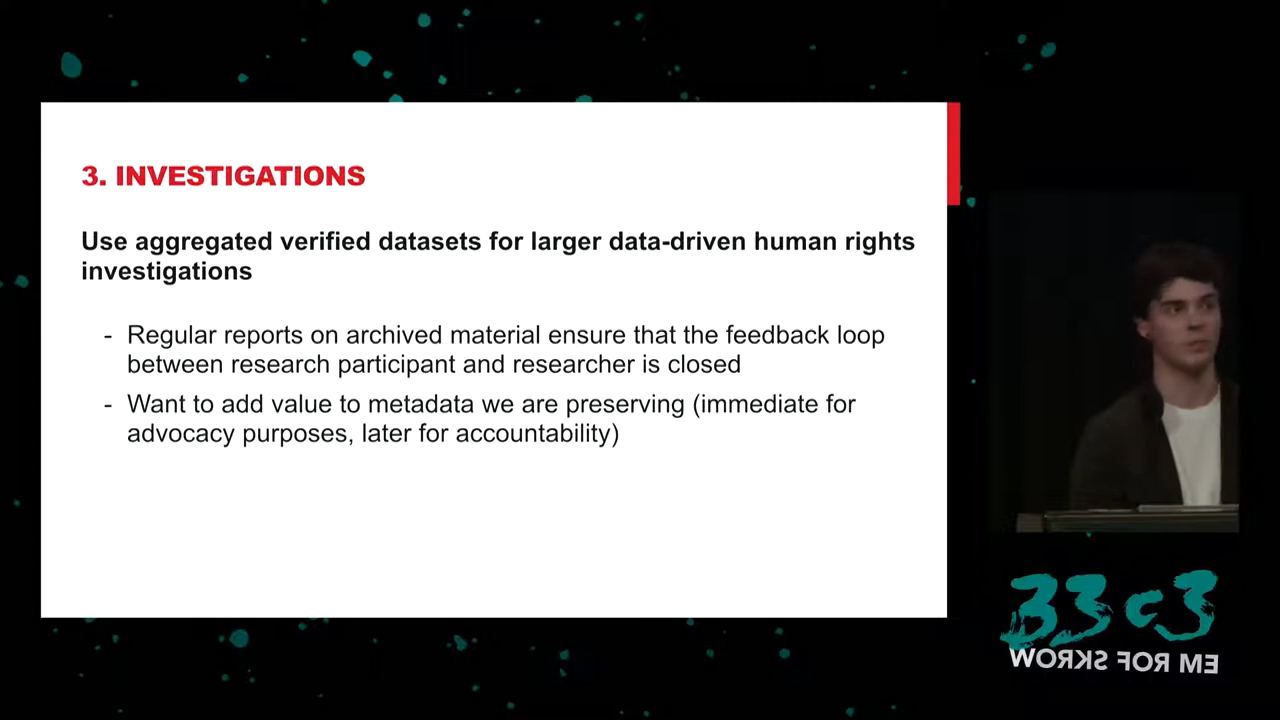 3. INVESTIGATIONS
Use aggregated verified datasets for larger data-driven human rights
investigations
- Regular reports on archived material ensure that the feedback loop
between research participant and researcher is closed
- Want to add value to metadata we are preserving (immediate for
advocacy purposes, later for accountability)
33c3
WORKS FOR ME